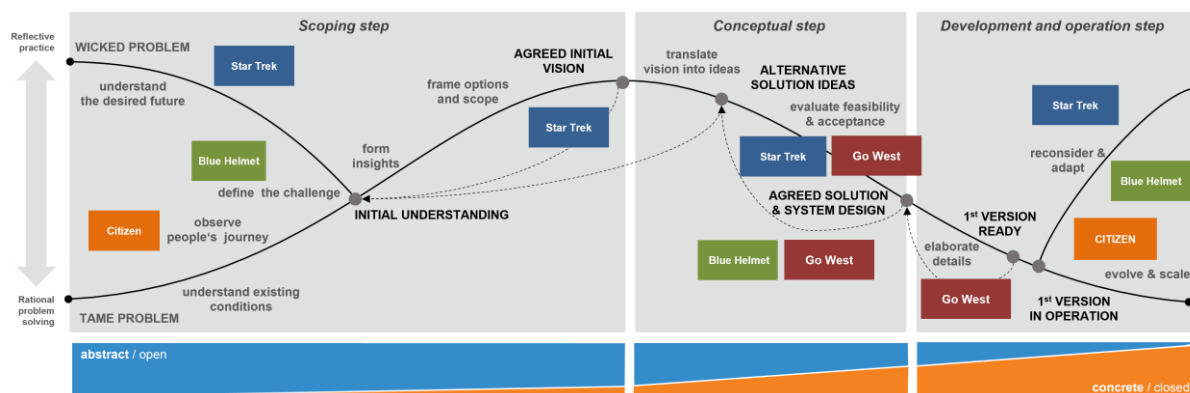 Scoping step
Conceptual step
Development and operation step
Reflective
practice
WICKED PROBLEM
Star Trek
understand
the desired future
Blue Helmet
define the challenge
Citizen
observe
people's journey
understand existing
conditions
TAME PROBLEM
Rational
problem
solving
form
insights
INITIAL UNDERSTANDING
frame options
and scope
AGREED INITIAL
VISION
Star Trek
translate
vision into ideas
ALTERNATIVE
SOLUTION IDEAS
evaluate feasibility
& acceptance
Star Trek
Go West
AGREED SOLUTION
& SYSTEM DESIGN
Blue Helmet
Go West
1st VERSION
READY
elaborate
details
Go West
1st VERSION
IN OPERATION
Star Trek
reconsider &
adapt
Blue Helmet
CITIZEN
evolve & scale
abstract / open
concrete / closed